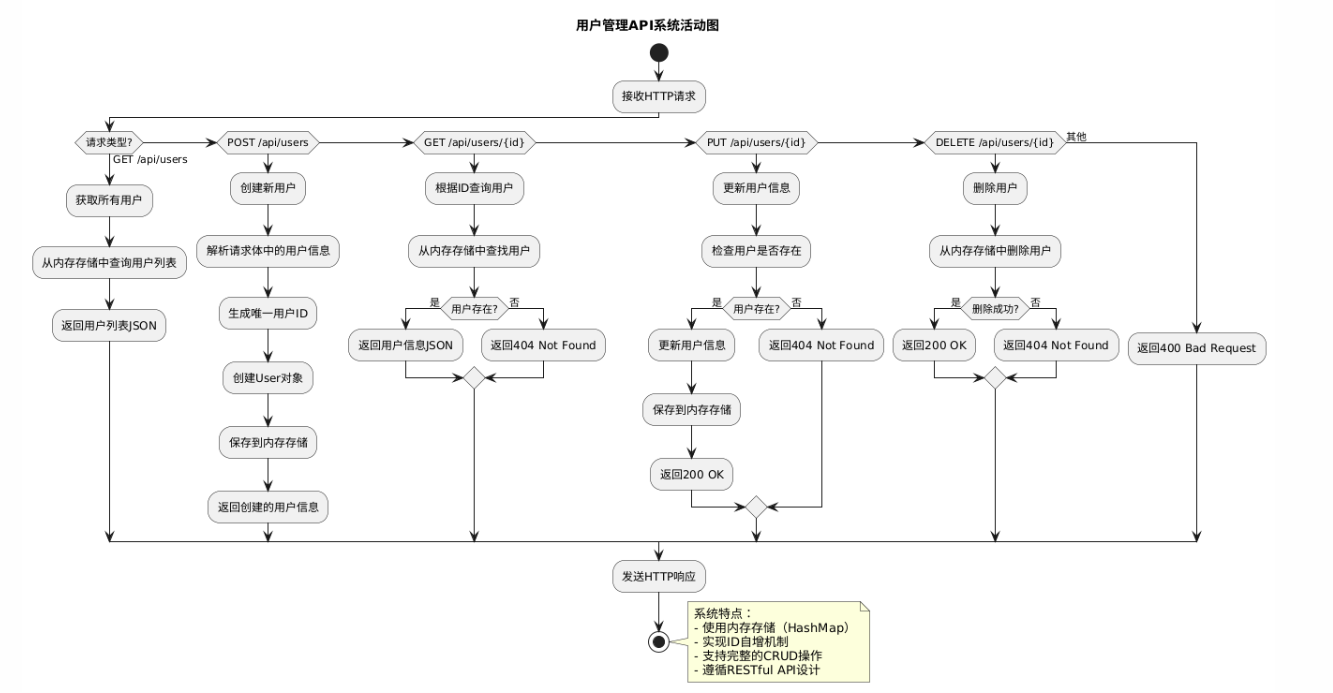 用户管理API系统活动图
接收HTTP请求
请求类型?
GET /api/users
获取所有用户
从内存存储中查询用户列表
返回用户列表JSON
POST /api/users
创建新用户
解析请求体中的用户信息
生成唯一用户ID
创建User对象
保存到内存存储
返回创建的用户信息
GET /api/users/{id}
根据ID查询用户
从内存存储中查找用户
用户存在?
是
否
返回用户信息JSON
返回404 Not Found
PUT /api/users/{id}
更新用户信息
检查用户是否存在
用户存在?
是
否
更新用户信息
返回404 Not Found
保存到内存存储
返回200 OK
DELETE /api/users/{id}
删除用户
从内存存储中删除用户
删除成功?
是
否
返回200 OK
返回404 Not Found
其他
返回400 Bad Request
发送HTTP响应
系统特点：
- 使用内存存储（HashMap）
- 实现ID自增机制
- 支持完整的CRUD操作
- 遵循RESTful API设计